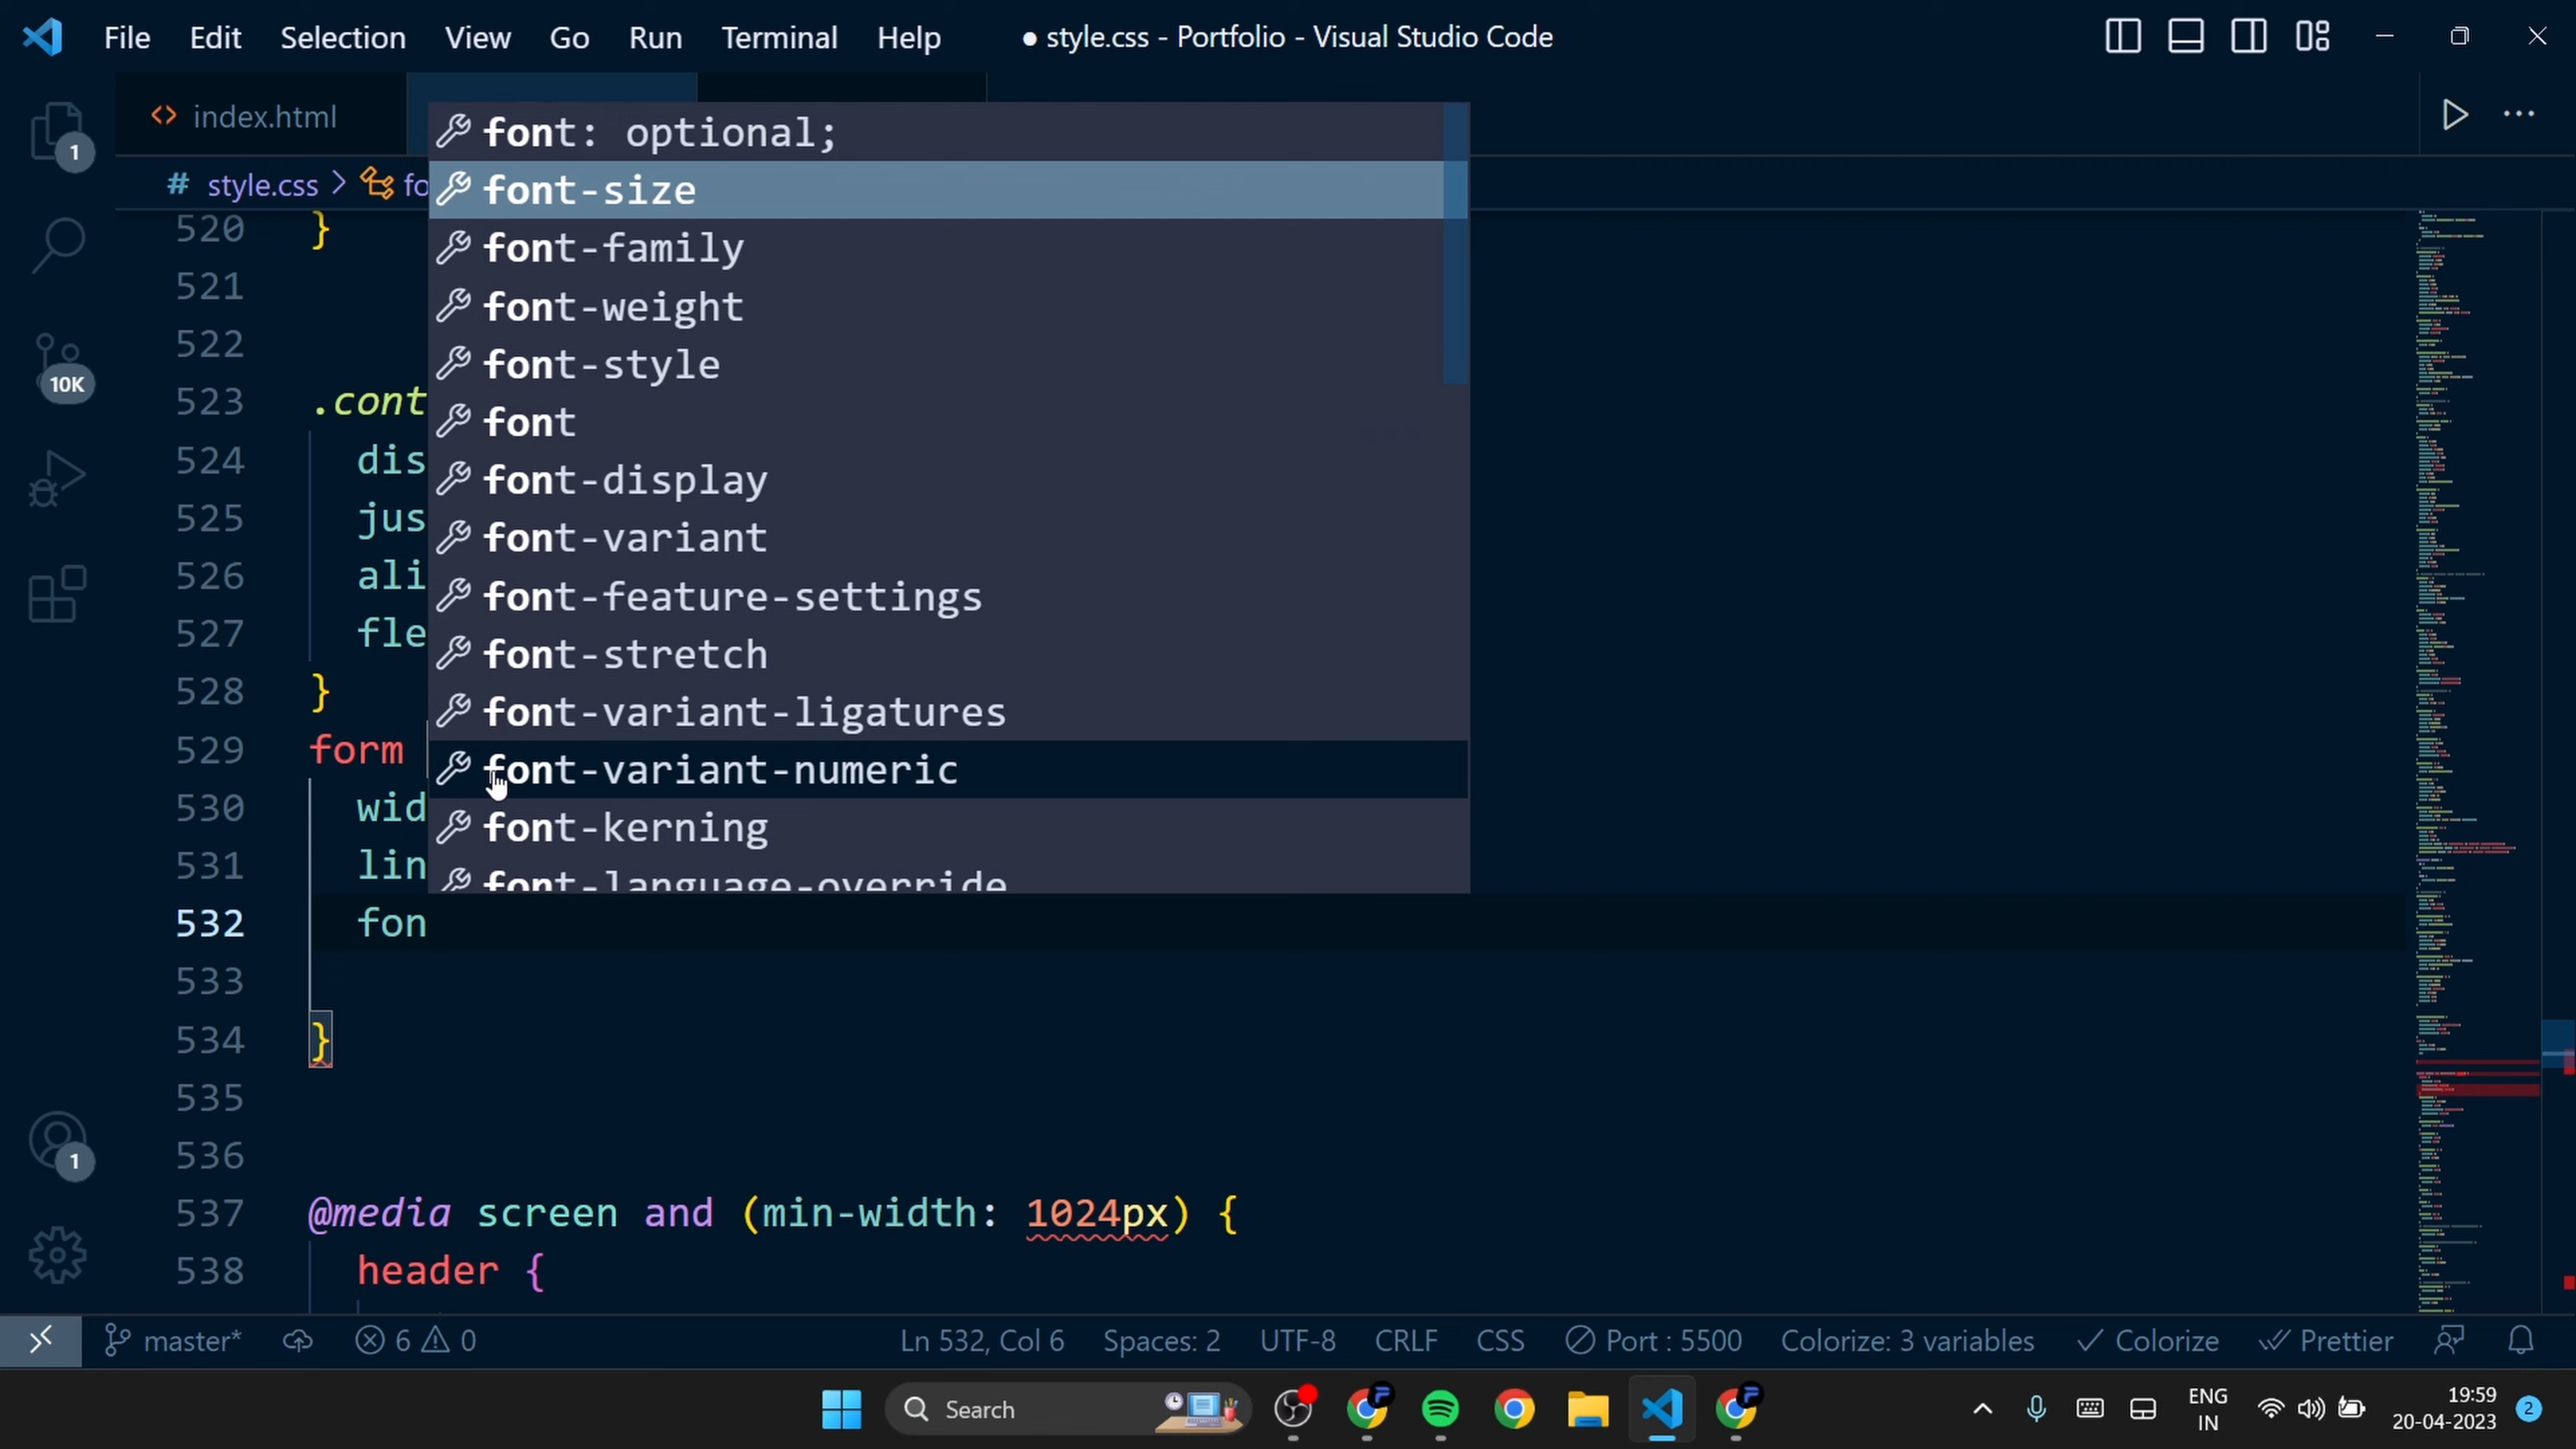 File Edit Selection View Go Run Terminal Help ● style.css - Portfolio - Visual Studio Code
<> index.html
# style.css > fo
font: optional;
font-size
font-family
font-weight
font-style
font
font-display
font-variant
font-feature-settings
font-stretch
font-variant-ligatures
font-variant-numeric
font-kerning
font-language-override
1
10K
1
520 }
521
522
523 .cont
524 dis
525 jus
526 ali
527 fle
528 }
529 form
530 wid
531 lin
532 fon
533
534 }
535
536
537 @media screen and (min-width: 1024px) {
538 header {
master* 6 0 Ln 532, Col 6 Spaces: 2 UTF-8 CRLF CSS Port : 5500 Colorize: 3 variables Colorize Prettier
Search ENG 19:59
IN 20-04-2023 2